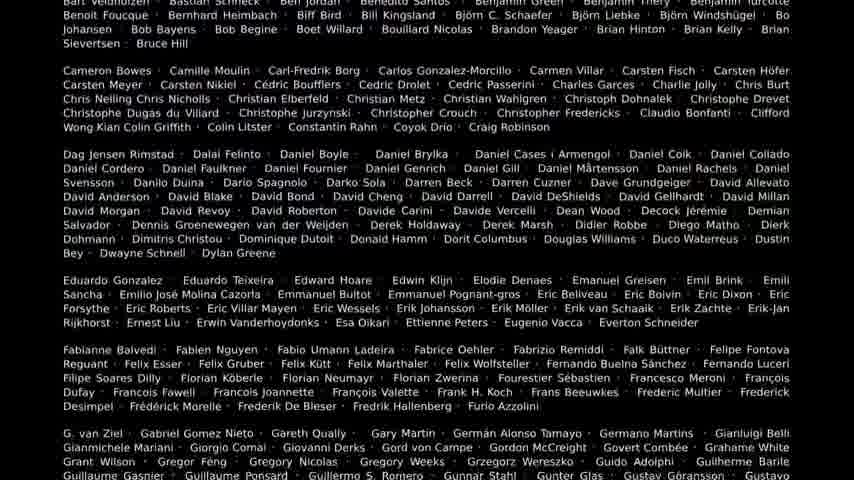 Bart Veldhuizen · Bastian Schneck · Ben Jordan · Benedito Santos · Benjamin Green · Benjamin Thery · Benjamin Turcotte
Benoit Foucque · Bernhard Heimbach · Biff Bird · Bill Kingsland · Björn C. Schaefer · Björn Liebke · Björn Windshügel · Bo
Johansen · Bob Bayens · Bob Begine · Boet Willard · Bouillard Nicolas · Brandon Yeager · Brian Hinton · Brian Kelly · Brian
Sievertsen · Bruce Hill
Cameron Bowes · Camille Moulin · Carl-Fredrik Borg · Carlos Gonzalez-Morcillo · Carmen Villar · Carsten Fisch · Carsten Höfer
Carsten Meyer · Carsten Nikiel · Cédric Boufflers · Cedric Drolet · Cedric Passerini · Charles Garces · Charlie Jolly · Chris Burt
Chris Neiling Chris Nicholls · Christian Elberfeld · Christian Metz · Christian Wahlgren · Christoph Dohnalek · Christophe Drevet
Christophe Dugas du Villard · Christophe Jurzynski · Christopher Crouch · Christopher Fredericks · Claudio Bonfanti · Clifford
Wong Kian Colin Griffith · Colin Litster · Constantin Rahn · Coyok Drio · Craig Robinson
Dag Jensen Rimstad · Dalai Felinto · Daniel Boyle · Daniel Brylka · Daniel Cases i Armengol · Daniel Coik · Daniel Collado
Daniel Cordero · Daniel Faulkner · Daniel Fournier · Daniel Genrich · Daniel Gill · Daniel Mårtensson · Daniel Rachels · Daniel
Svensson · Danilo Duina · Dario Spagnolo · Darko Sola · Darren Beck · Darren Cuzner · Dave Grundgeiger · David Allevato
David Anderson · David Blake · David Bond · David Cheng · David Darrell · David DeShields · David Gellhardt · David Millan
David Morgan · David Revoy · David Roberton · Davide Carini · Davide Vercelli · Dean Wood · Decock Jérémie · Demian
Salvador · Dennis Groenewegen van der Weijden · Derek Holdaway · Derek Marsh · Didier Robbe · Diego Matho · Dierk
Dohmann · Dimitris Christou · Dominique Dutoit · Donald Hamm · Dorit Columbus · Douglas Williams · Duco Waterreus · Dustin
Bey · Dwayne Schnell · Dylan Greene
Eduardo Gonzalez · Eduardo Teixeira · Edward Hoare · Edwin Klijn · Elodie Denaes · Emanuel Greisen · Emil Brink · Emili
Sancha · Emilio José Molina Cazorla · Emmanuel Bultot · Emmanuel Pognant-gros · Eric Beliveau · Eric Boivin · Eric Dixon · Eric
Forsythe · Eric Roberts · Eric Villar Mayen · Eric Wessels · Erik Johansson · Erik Möller · Erik van Schaaik · Erik Zachte · Erik-Jan
Rijkhorst · Ernest Liu · Erwin Vanderhoydonks · Esa Oikari · Ettienne Peters · Eugenio Vacca · Everton Schneider
Fabianne Balvedi · Fabien Nguyen · Fabio Umann Ladeira · Fabrice Oehler · Fabrizio Remiddi · Falk Büttner · Felipe Fontova
Reguant · Felix Esser · Felix Gruber · Felix Kütt · Felix Marthaler · Felix Wolfsteller · Fernando Buelna Sánchez · Fernando Luceri
Filipe Soares Dilly · Florian Köberle · Florian Neumayr · Florian Zwerina · Fourestier Sébastien · Francesco Meroni · François
Dufay · Francois Fawell · Francois Joannette · François Valette · Frank H. Koch · Frans Beeuwkes · Frederic Multier · Frederick
Desimpel · Frédérick Morelle · Frederik De Bleser · Fredrik Hallenberg · Furio Azzolini
G. van Ziel · Gabriel Gomez Nieto · Gareth Qually · Gary Martin · Germán Alonso Tamayo · Germano Martins · Gianluigi Belli
Gianmichele Mariani · Giorgio Comai · Giovanni Derks · Gord von Campe · Gordon McCreight · Govert Combée · Grahame White
Grant Wilson · Gregor Féng · Gregory Nicolas · Gregory Weeks · Grzegorz Wereszko · Guido Adolphi · Guilherme Barile
Guillaume Gasnier · Guillaume Ponsard · Guillermo S. Romero · Gunnar Stahl · Gunter Glas · Gustav Göransson · Gustavo